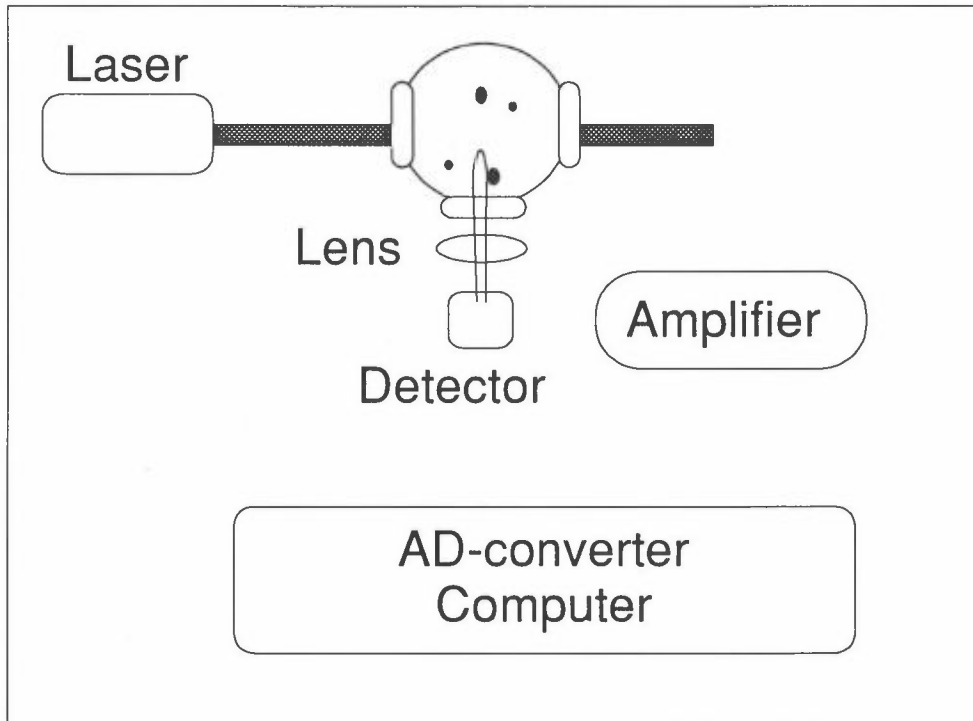 Laser
Lens
Amplifier
Detector
AD-converter
Computer